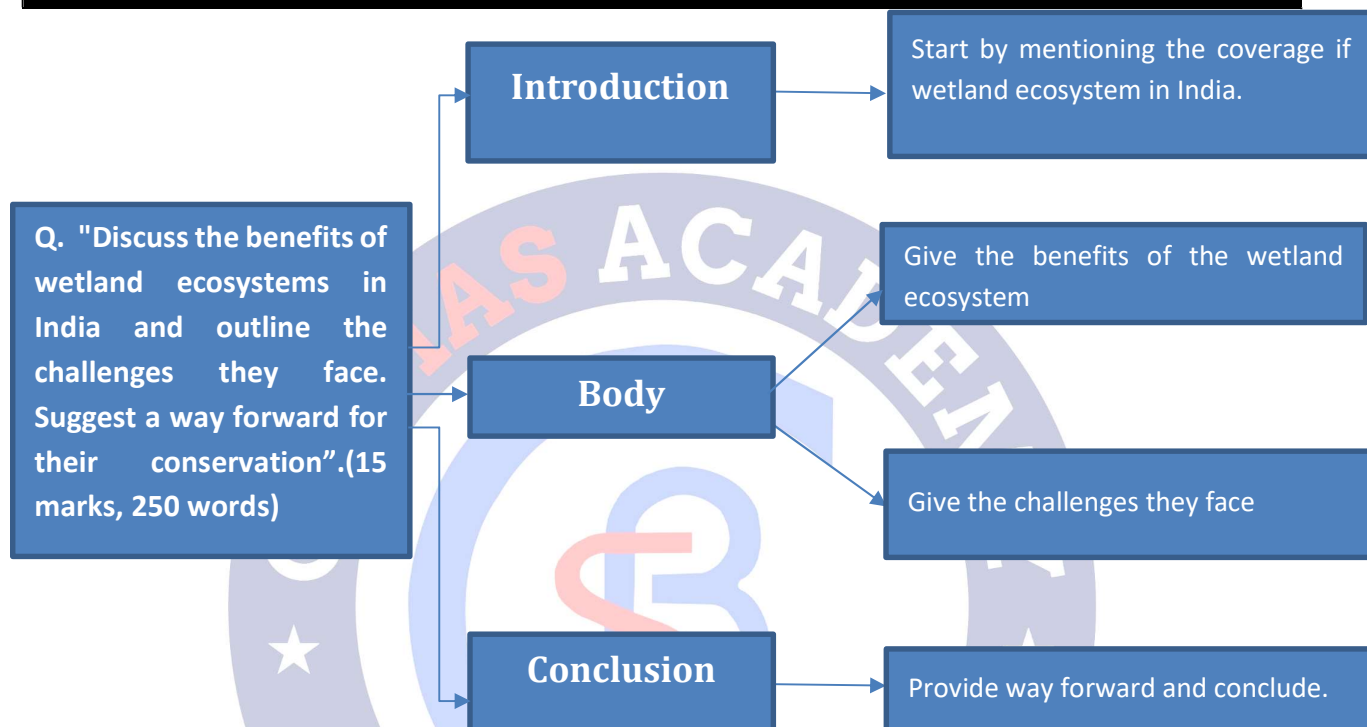 Introduction
Start by mentioning the coverage if
wetland ecosystem in India.
Q. "Discuss the benefits of
wetland ecosystems in
India and outline the
challenges they face.
Suggest a way forward for
their conservation”.(15
marks, 250 words)
Body
Give the benefits of the wetland
ecosystem
Give the challenges they face
Conclusion
Provide way forward and conclude.